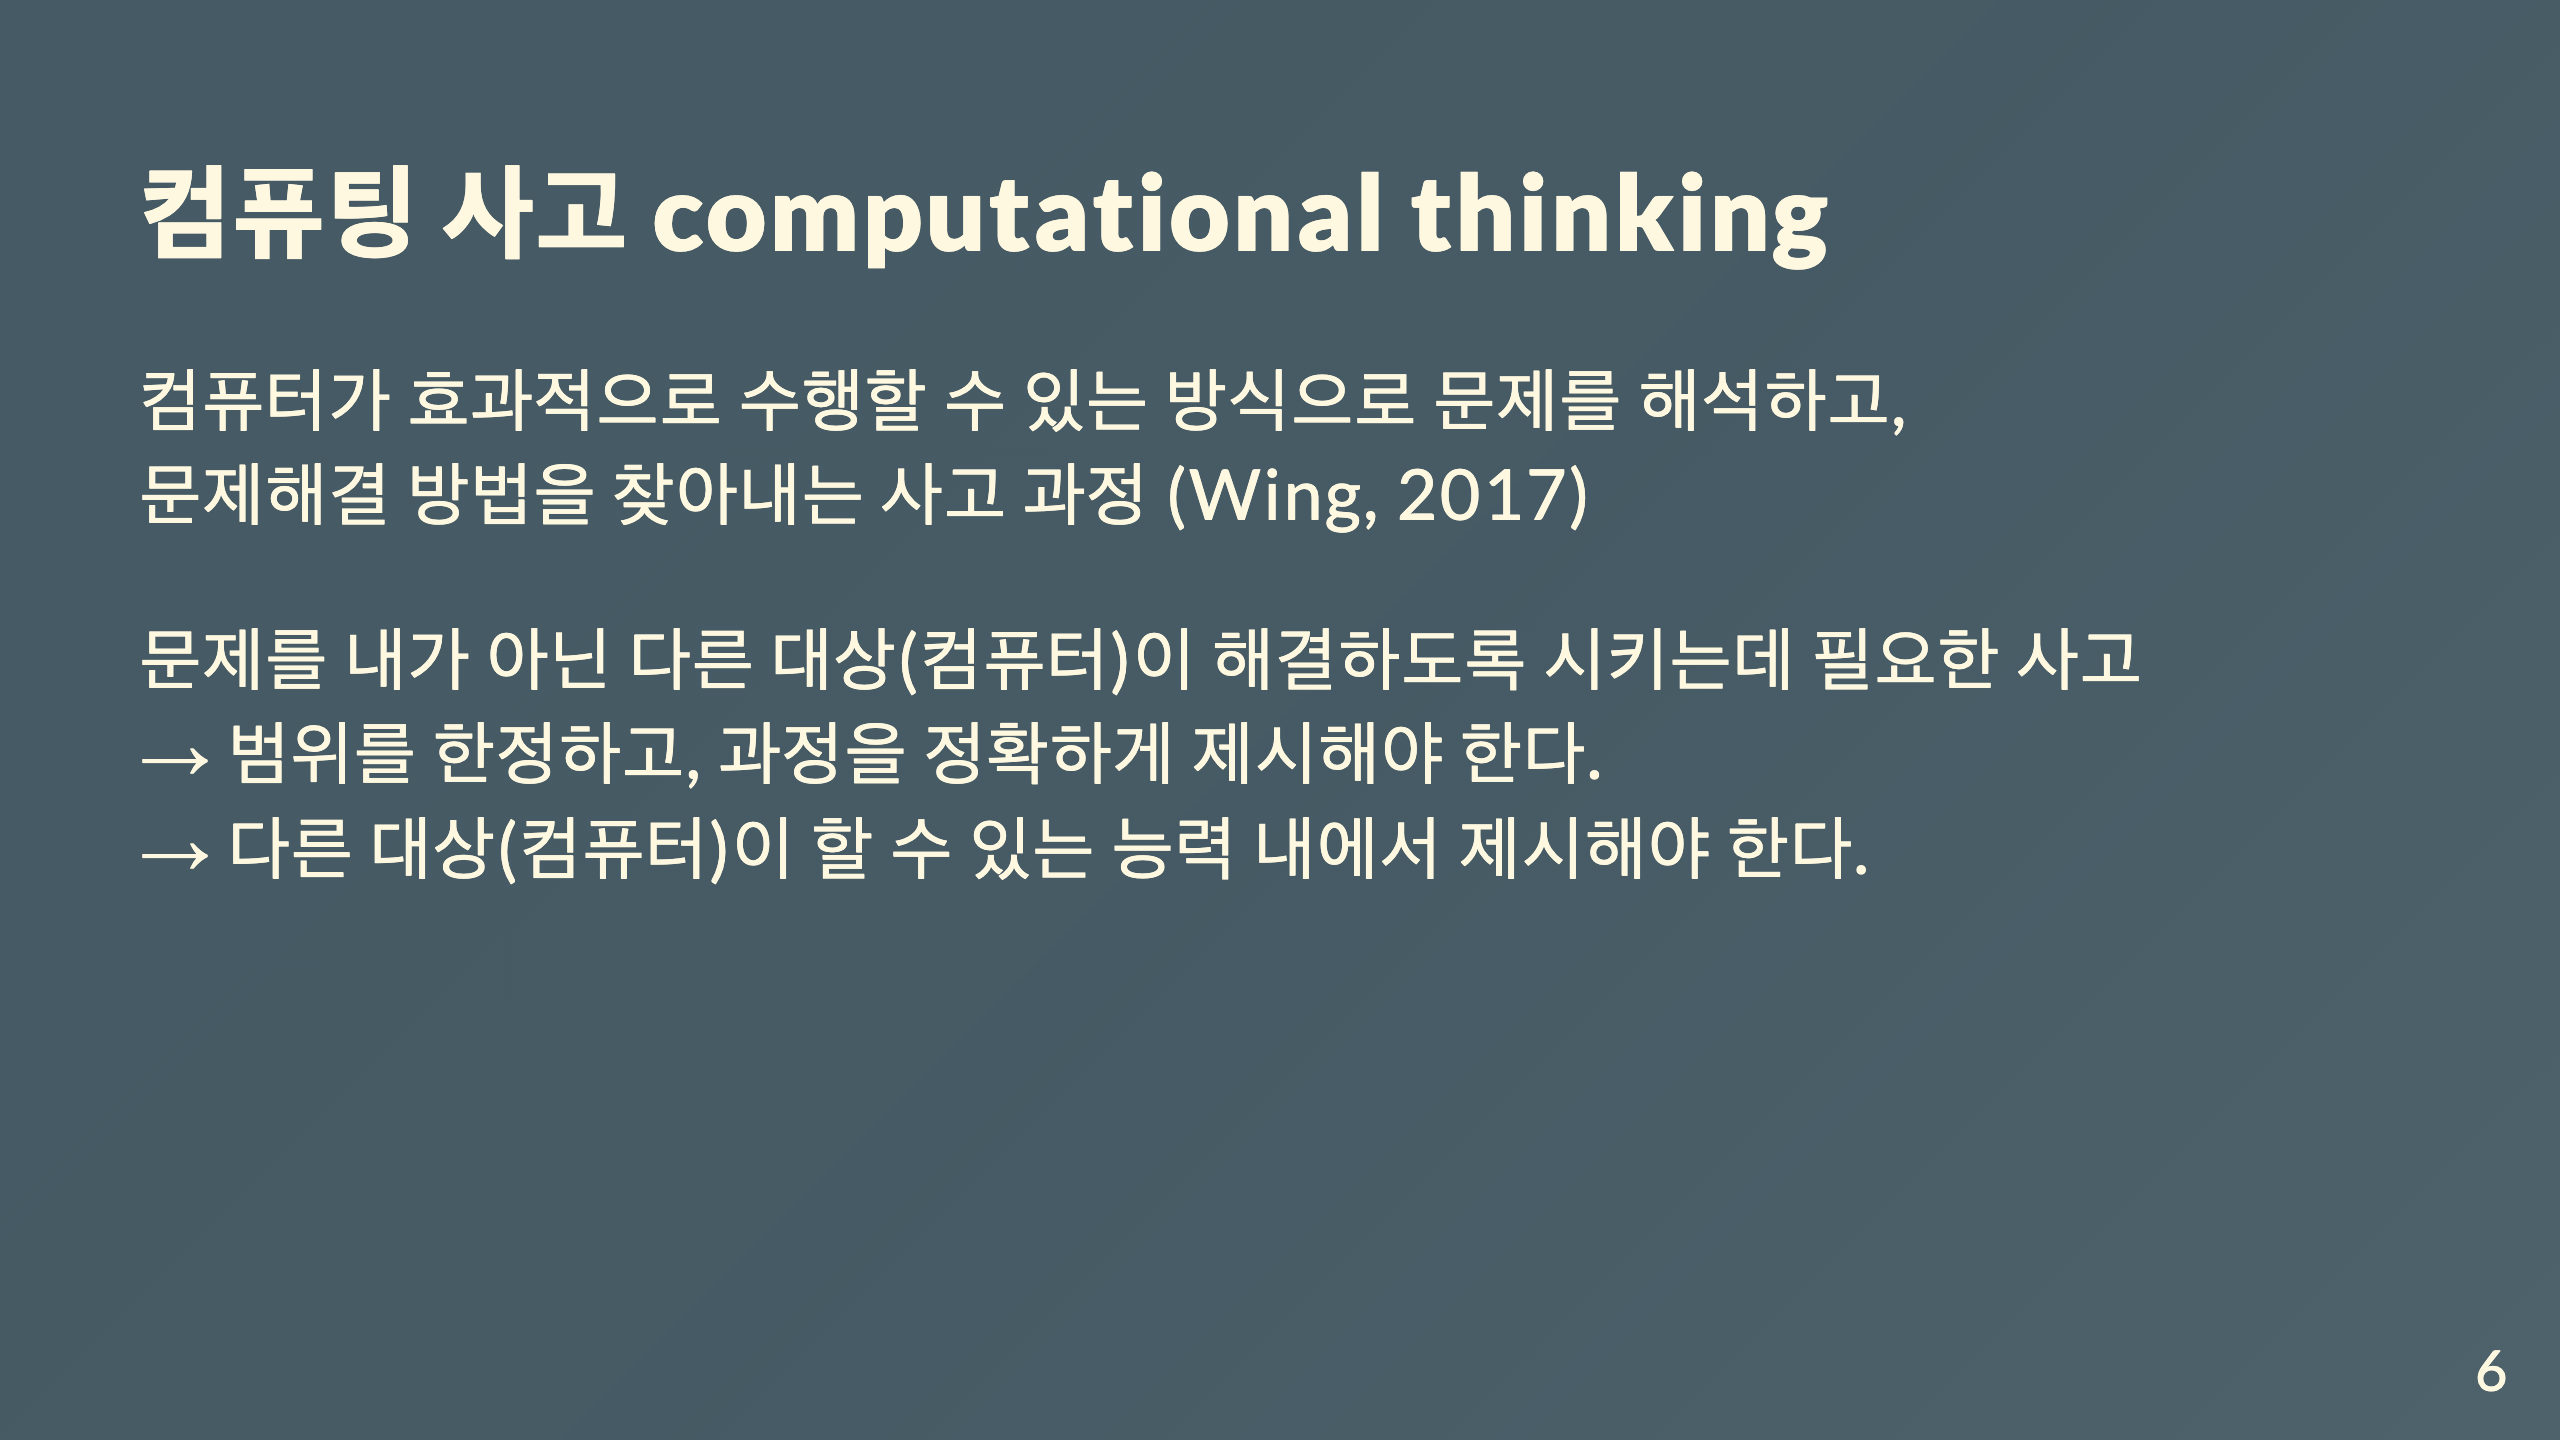 컴퓨팅 사고 computational thinking
컴퓨터가 효과적으로 수행할 수 있는 방식으로 문제를 해석하고,
문제해결 방법을 찾아내는 사고 과정 (Wing, 2017)
문제를 내가 아닌 다른 대상(컴퓨터)이 해결하도록 시키는데 필요한 사고
→ 범위를 한정하고, 과정을 정확하게 제시해야 한다.
→ 다른 대상(컴퓨터)이 할 수 있는 능력 내에서 제시해야 한다.
6